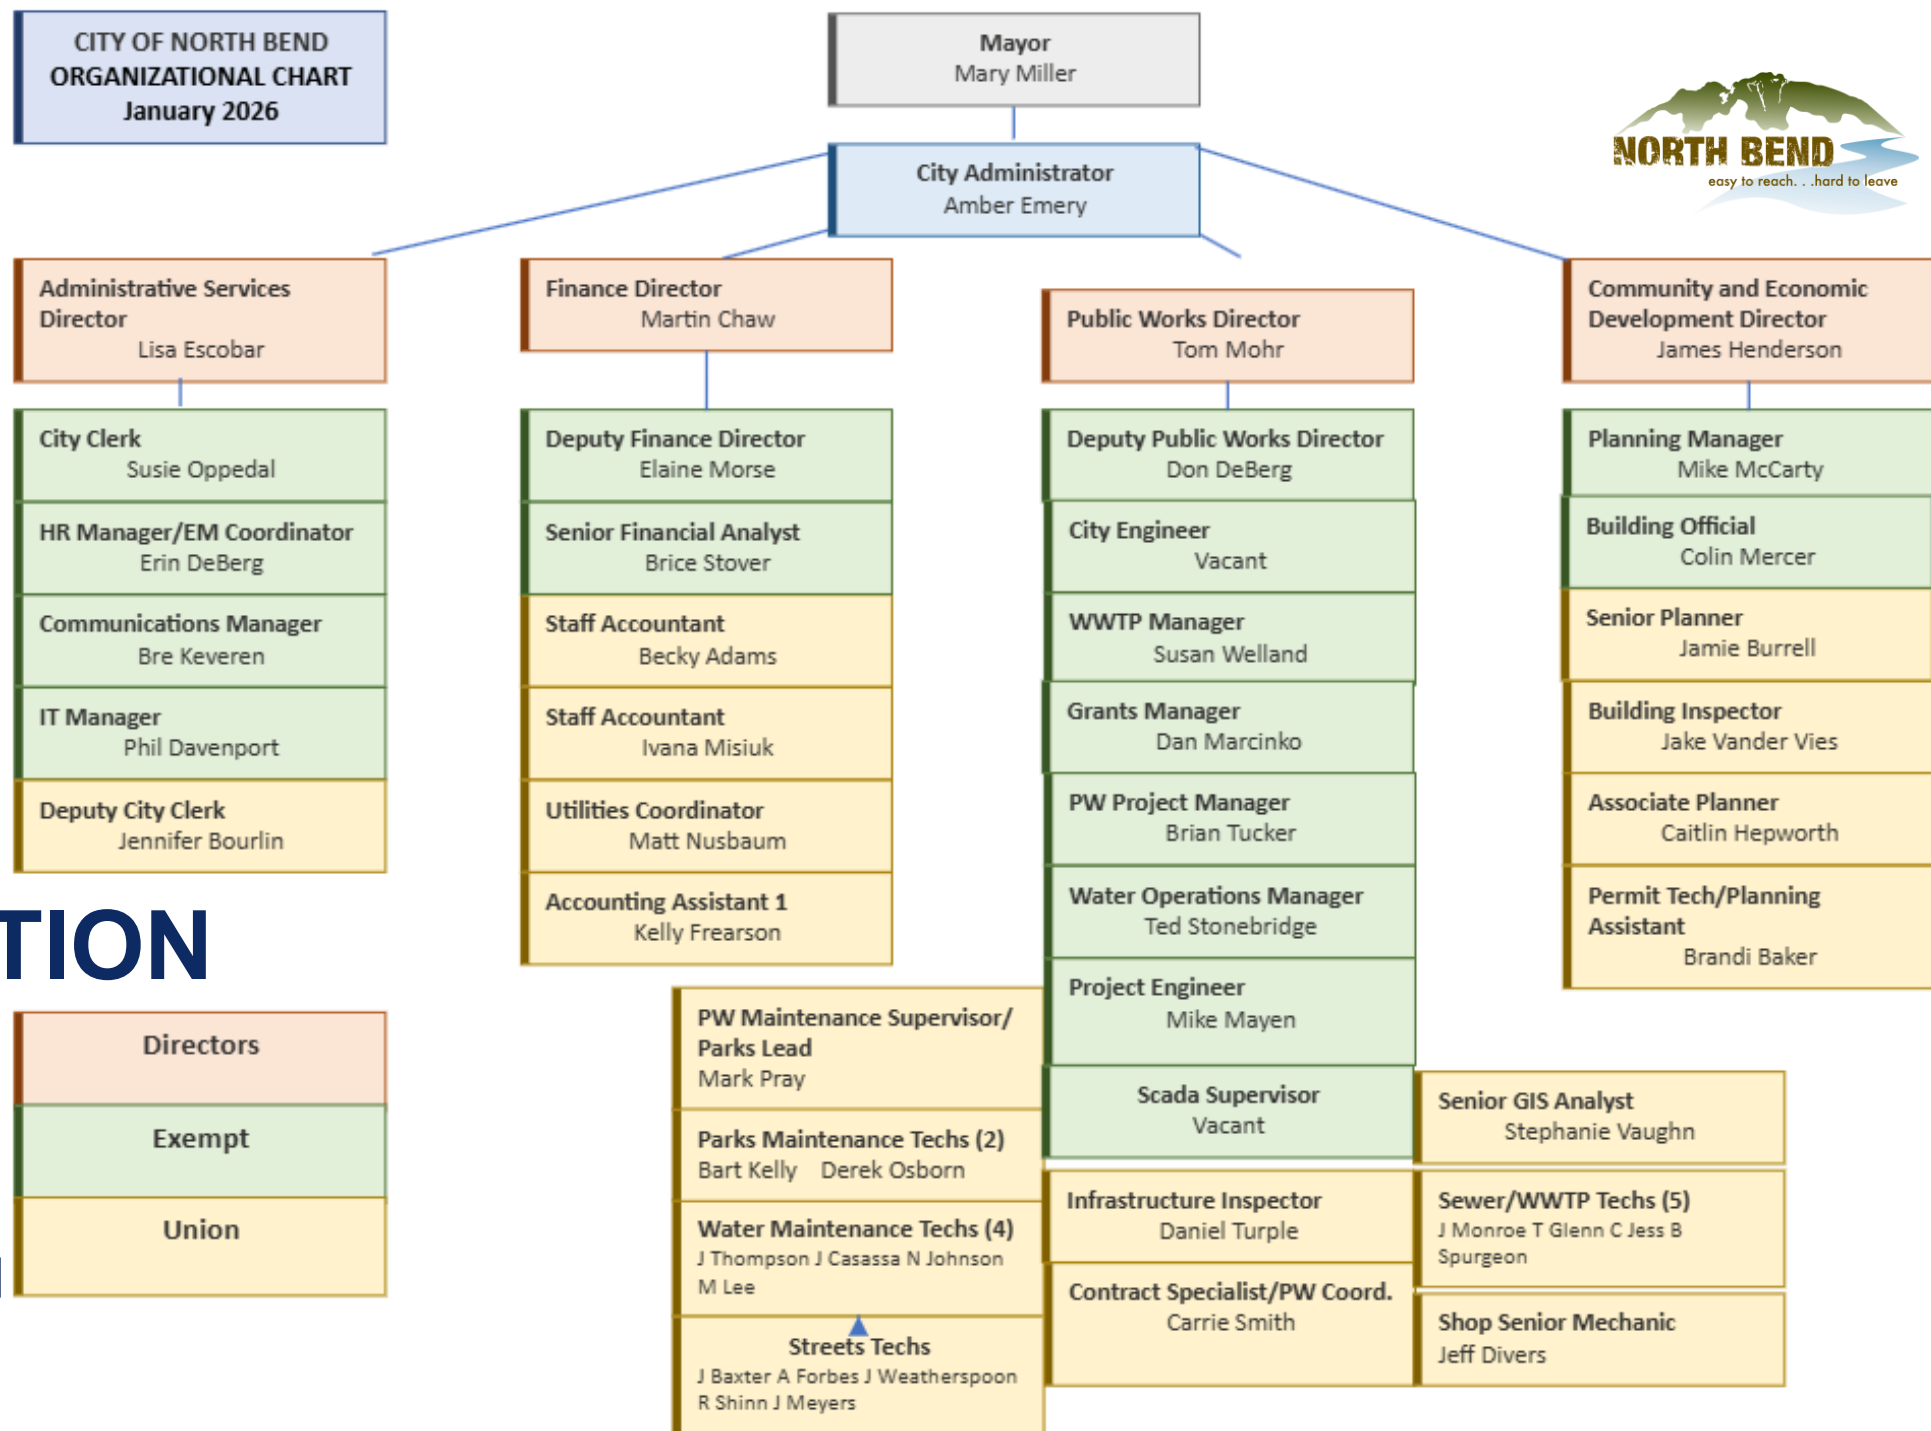 CITY OF NORTH BEND
ORGANIZATIONAL CHART
January 2026
Mayor
Mary Miller
NORTH BEND
easy to reach. . .hard to leave
City Administrator
Amber Emery
Administrative Services
Director
Lisa Escobar
City Clerk
Susie Oppedal
HR Manager/EM Coordinator
Erin DeBerg
Communications Manager
Bre Keveren
IT Manager
Phil Davenport
Deputy City Clerk
Jennifer Bourlin
Finance Director
Martin Chaw
Deputy Finance Director
Elaine Morse
Senior Financial Analyst
Brice Stover
Staff Accountant
Becky Adams
Staff Accountant
Ivana Misiuk
Utilities Coordinator
Matt Nusbaum
Accounting Assistant 1
Kelly Frearson
Public Works Director
Tom Mohr
Deputy Public Works Director
Don DeBerg
City Engineer
Vacant
WWTP Manager
Susan Welland
Grants Manager
Dan Marcinko
PW Project Manager
Brian Tucker
Water Operations Manager
Ted Stonebridge
Project Engineer
Mike Mayen
Scada Supervisor
Vacant
Community and Economic
Development Director
James Henderson
Planning Manager
Mike McCarty
Building Official
Colin Mercer
Senior Planner
Jamie Burrell
Building Inspector
Jake Vander Vies
Associate Planner
Caitlin Hepworth
Permit Tech/Planning
Assistant
Brandi Baker
TION
Directors
Exempt
Union
PW Maintenance Supervisor/
Parks Lead
Mark Pray
Parks Maintenance Techs (2)
Bart Kelly Derek Osborn
Water Maintenance Techs (4)
J Thompson J Casassa N Johnson
M Lee
Streets Techs
J Baxter A Forbes J Weatherspoon
R Shinn J Meyers
Infrastructure Inspector
Daniel Turple
Contract Specialist/PW Coord.
Carrie Smith
Senior GIS Analyst
Stephanie Vaughn
Sewer/WWTP Techs (5)
J Monroe T Glenn C Jess B
Spurgeon
Shop Senior Mechanic
Jeff Divers